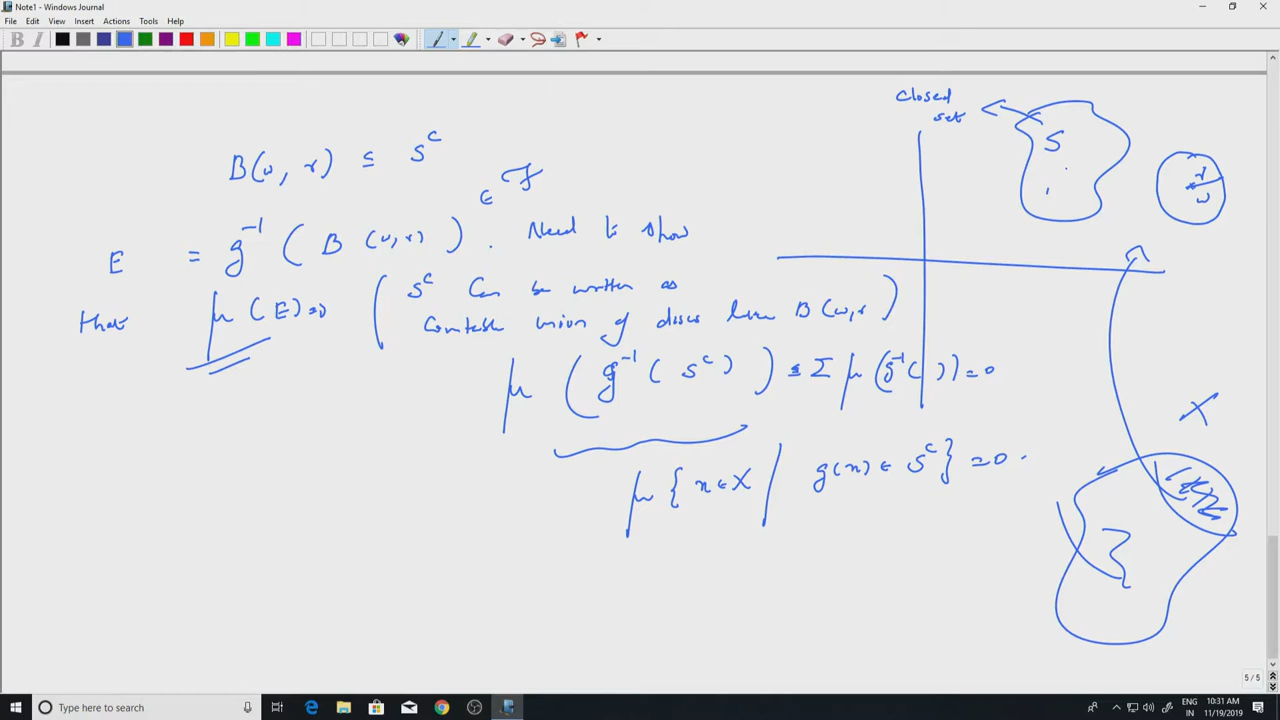 Note1 - Windows Journal
File Edit View Insert Actions Tools Help
closed
set
S
B(w, r) ⊆ S^c
r
w
∈ F
E = g^{-1} ( B (w, r) ) . Need to show
that μ (E)=0 ( S^c Can be written as
Countable union of discs like B(w,r)
μ ( g^{-1} ( S^c ) ) ≤ Σ μ (g^{-1}( ))=0
X
μ { x ∈ X | g(x) ∈ S^c } =0.
5/5
Type here to search
ENG
IN
10:31 AM
11/19/2019